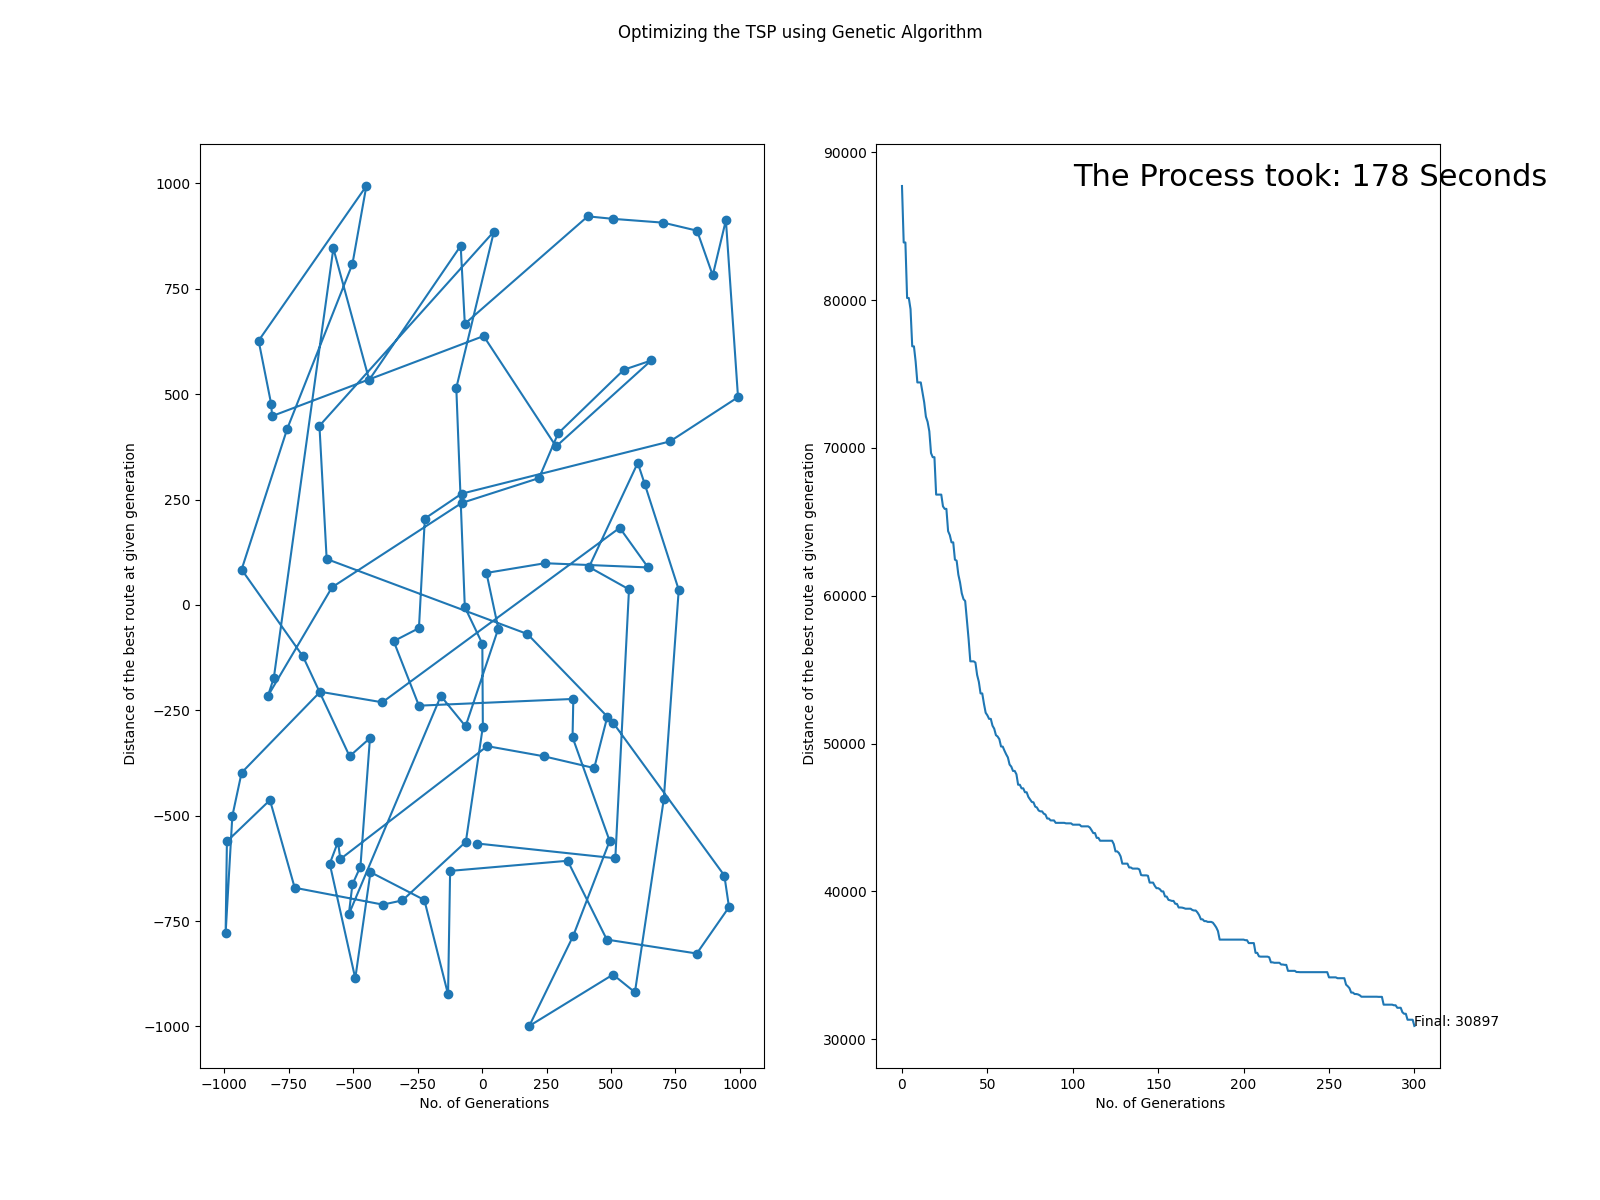 Optimizing the TSP using Genetic Algorithm
1000
750
500
250
0
−250
−500
−750
−1000
Distance of the best route at given generation
−1000 −750 −500 −250 0 250 500 750 1000
No. of Generations
The Process took: 178 Seconds
90000
80000
70000
60000
50000
40000
30000
Distance of the best route at given generation
Final: 30897
0 50 100 150 200 250 300
No. of Generations